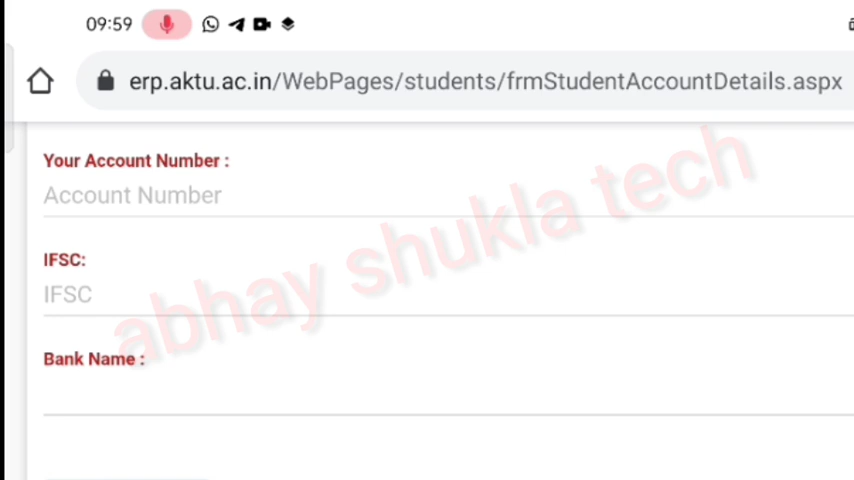 09:59
erp.aktu.ac.in/WebPages/students/frmStudentAccountDetails.aspx
Your Account Number :
Account Number
abhay shukla tech
IFSC:
IFSC
Bank Name :